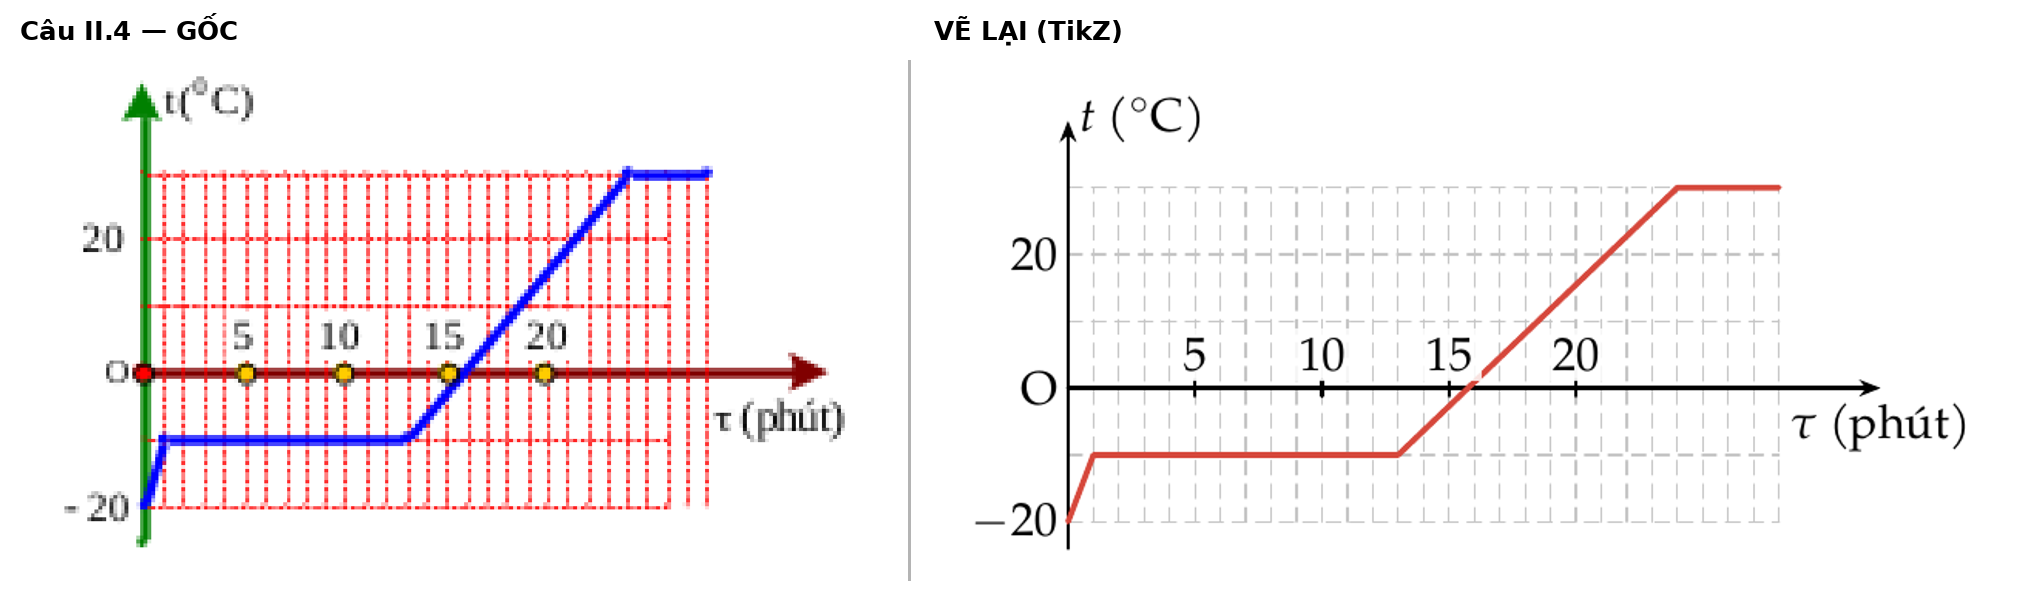 Câu II.4 — GỐC
t(⁰C)
20
5 10 15 20
O
τ (phút)
- 20
VẼ LẠI (TikZ)
t (°C)
20
5 10 15 20
O
τ (phút)
−20